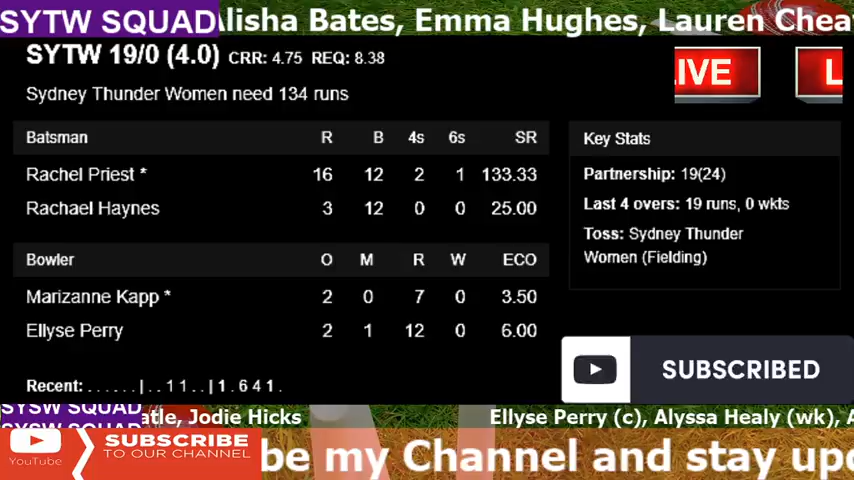 SYTW SQUAD
Alisha Bates, Emma Hughes, Lauren Cheat
SYTW 19/0 (4.0) CRR: 4.75 REQ: 8.38
Sydney Thunder Women need 134 runs
LIVE
L
Batsman R B 4s 6s SR
Rachel Priest * 16 12 2 1 133.33
Rachael Haynes 3 12 0 0 25.00
Bowler O M R W ECO
Marizanne Kapp * 2 0 7 0 3.50
Ellyse Perry 2 1 12 0 6.00
Recent: . . . . . . | . . 1 1 . . | 1 . 6 4 1 .
Key Stats
Partnership: 19(24)
Last 4 overs: 19 runs, 0 wkts
Toss: Sydney Thunder
Women (Fielding)
SUBSCRIBED
SYSW SQUAD
atle, Jodie Hicks
Ellyse Perry (c), Alyssa Healy (wk), A
YouTube
SUBSCRIBE
TO OUR CHANNEL
be my Channel and stay upd